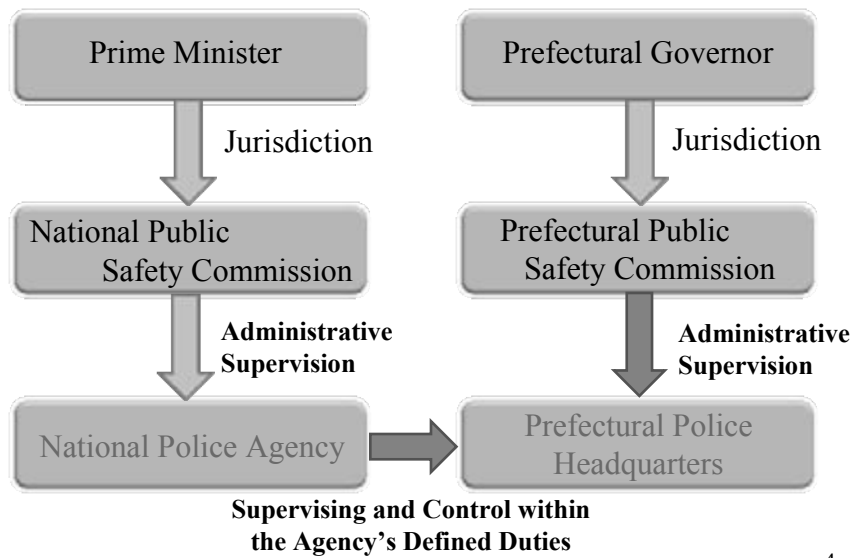 Prime Minister
Prefectural Governor
Jurisdiction
Jurisdiction
National Public
Safety Commission
Prefectural Public
Safety Commission
Administrative
Supervision
Administrative
Supervision
National Police Agency
Prefectural Police
Headquarters
Supervising and Control within
the Agency's Defined Duties
4